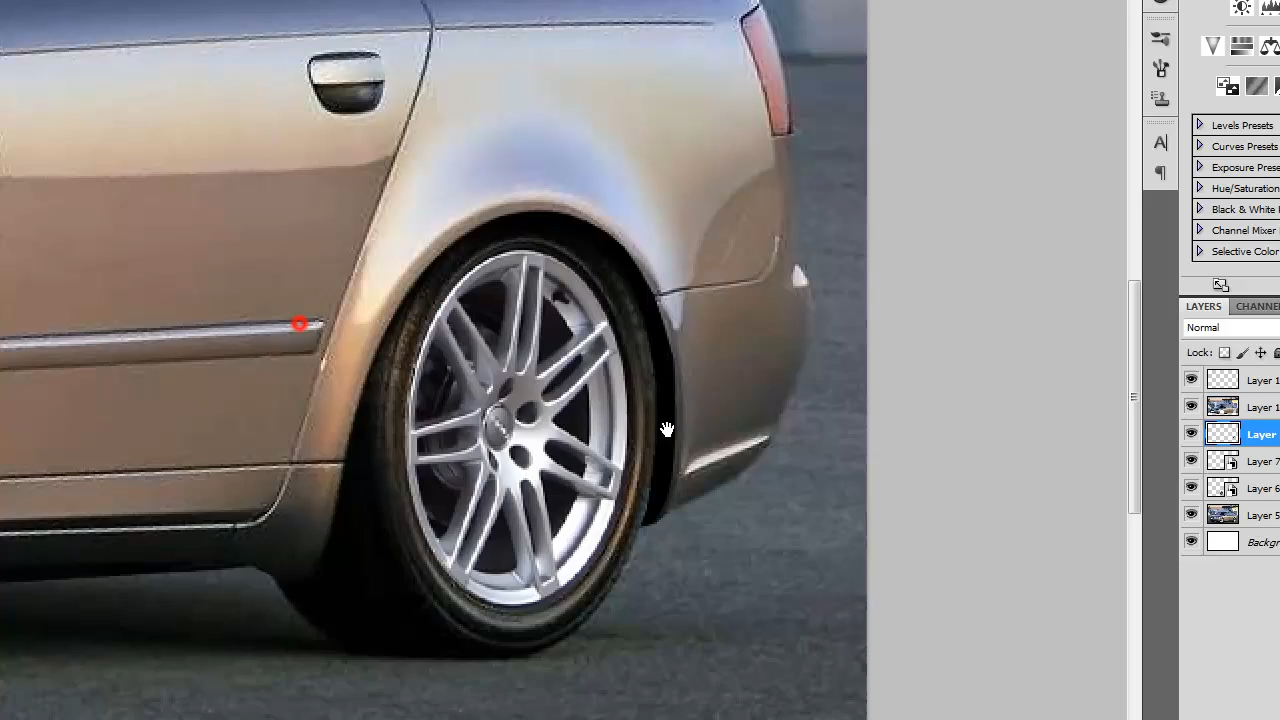 A|
¶
Levels Presets
Curves Presets
Exposure Prese
Hue/Saturation
Black & White
Channel Mixer
Selective Color
LAYERS CHANNE
Normal
Lock:
Layer 1
Layer 1
Layer
Layer 7
Layer 6
Layer 5
Backgr